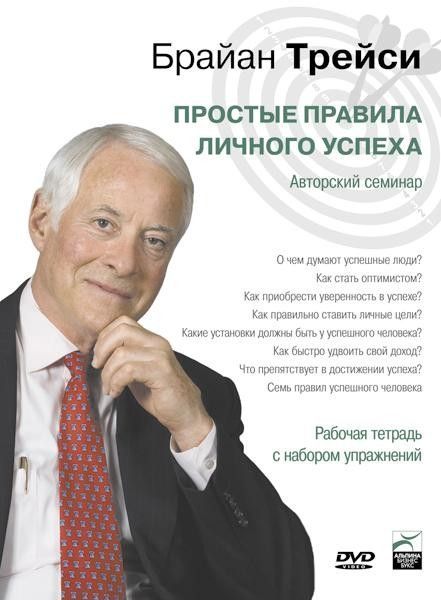 Брайан Трейси
ПРОСТЫЕ ПРАВИЛА
ЛИЧНОГО УСПЕХА
Авторский семинар
О чем думают успешные люди?
Как стать оптимистом?
Как приобрести уверенность в успехе?
Как правильно ставить личные цели?
Какие установки должны быть у успешного человека?
Как быстро удвоить свой доход?
Что препятствует в достижении успеха?
Семь правил успешного человека
Рабочая тетрадь
с набором упражнений
DVD
VIDEO
АЛЬПИНА
БИЗНЕС
БУКС